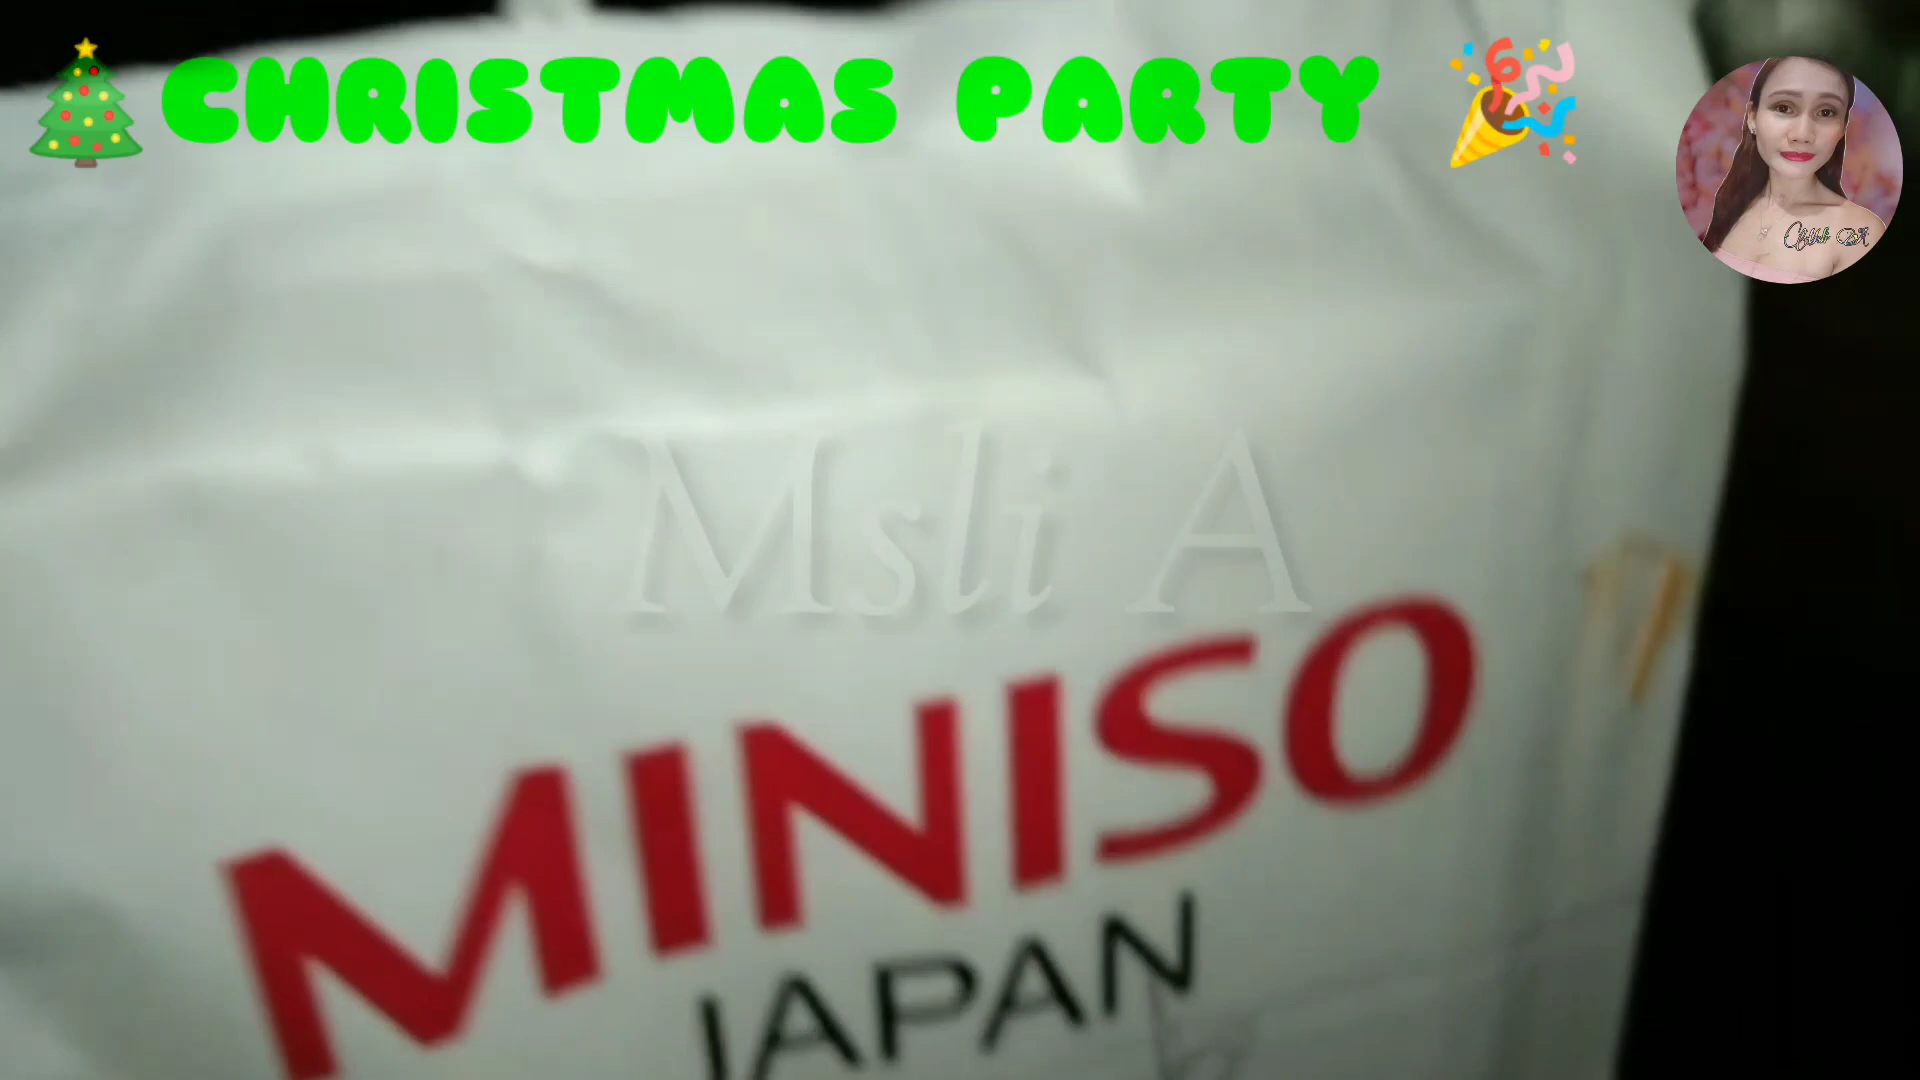 🎄CHRISTMAS PARTY 🎉
Msli A
MINISO
JAPAN